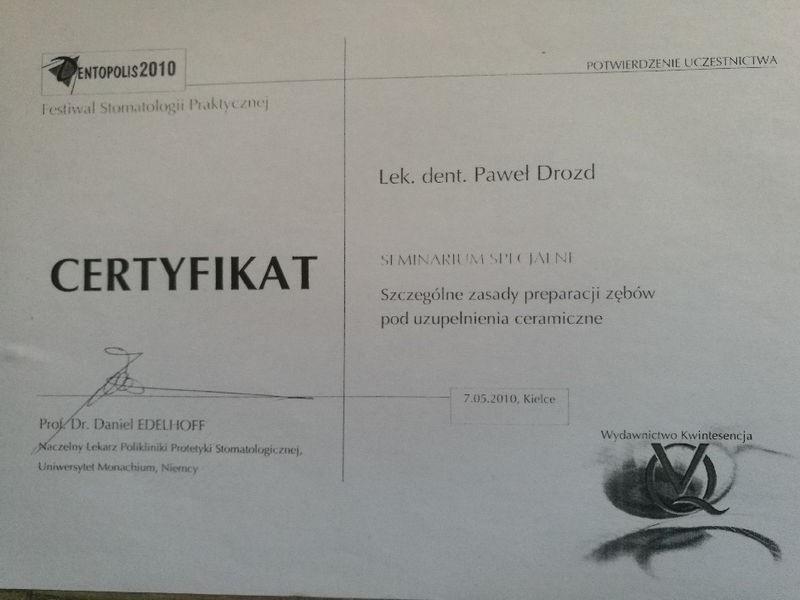 DENTOPOLIS2010
Festiwal Stomatologii Praktycznej
POTWIERDZENIE UCZESTNICTWA
Lek. dent. Paweł Drozd
CERTYFIKAT
SEMINARIUM SPECJALNE
Szczególne zasady preparacji zębów
pod uzupełnienia ceramiczne
7.05.2010, Kielce
Prof. Dr. Daniel EDELHOFF
Naczelny Lekarz Polikliniki Protetyki Stomatologicznej,
Uniwersytet Monachium, Niemcy
Wydawnictwo Kwintesencja